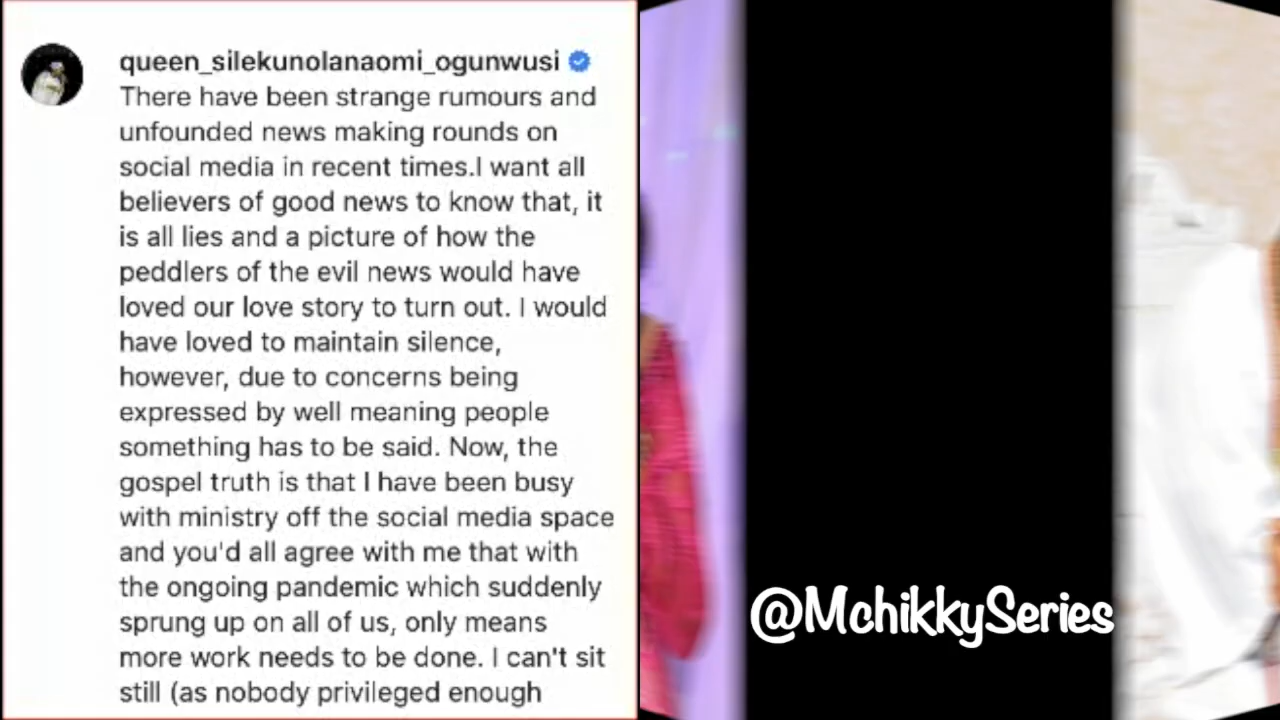 queen_silekunolanaomi_ogunwusi
There have been strange rumours and
unfounded news making rounds on
social media in recent times.I want all
believers of good news to know that, it
is all lies and a picture of how the
peddlers of the evil news would have
loved our love story to turn out. I would
have loved to maintain silence,
however, due to concerns being
expressed by well meaning people
something has to be said. Now, the
gospel truth is that I have been busy
with ministry off the social media space
and you'd all agree with me that with
the ongoing pandemic which suddenly
sprung up on all of us, only means
more work needs to be done. I can't sit
still (as nobody privileged enough
@MchikkySeries